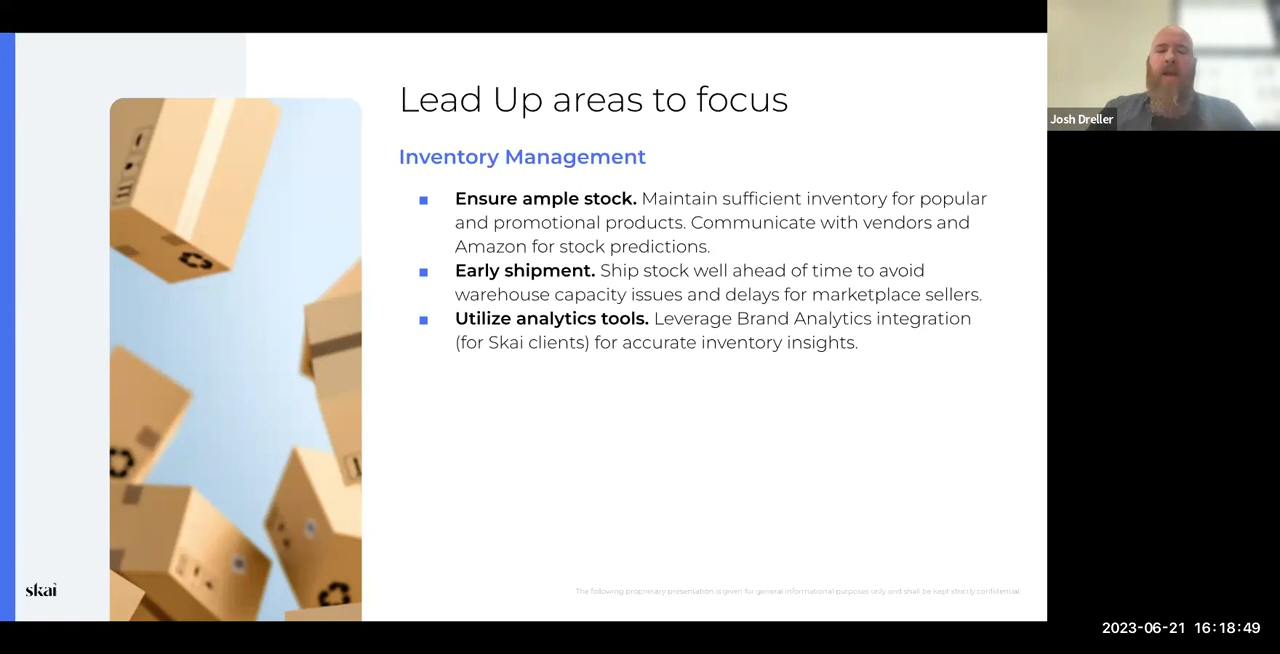 Lead Up areas to focus
Inventory Management
Ensure ample stock. Maintain sufficient inventory for popular
and promotional products. Communicate with vendors and
Amazon for stock predictions.
Early shipment. Ship stock well ahead of time to avoid
warehouse capacity issues and delays for marketplace sellers.
Utilize analytics tools. Leverage Brand Analytics integration
(for Skai clients) for accurate inventory insights.
skai
The following proprietary presentation is given for general informational purposes only and shall be kept strictly confidential.
Josh Dreller
2023-06-21 16:18:49